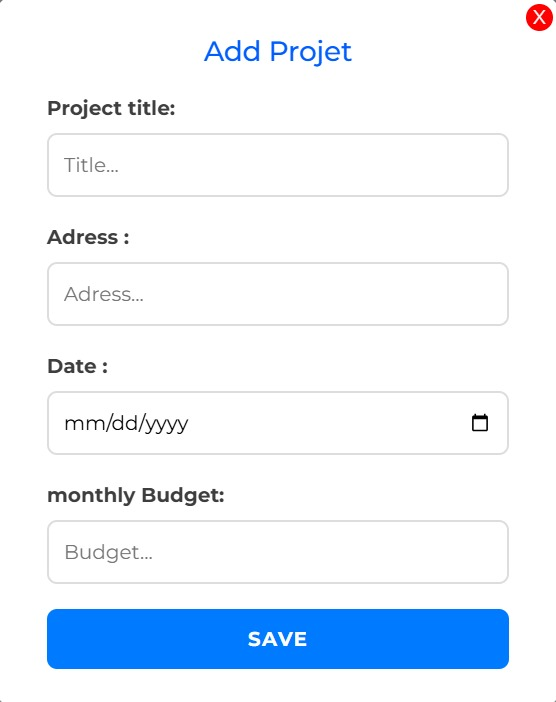 X
Add Projet
Project title:
Title...
Adress :
Adress...
Date :
mm/dd/yyyy
monthly Budget:
Budget...
SAVE